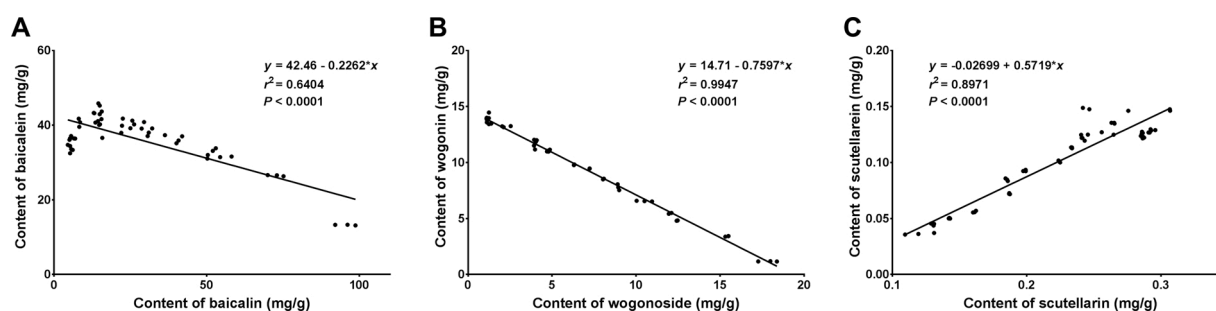 A
y = 42.46 - 0.2262*x
r² = 0.6404
P < 0.0001
Content of baicalein (mg/g)
60
40
20
0
0
50
100
Content of baicalin (mg/g)
B
y = 14.71 - 0.7597*x
r² = 0.9947
P < 0.0001
Content of wogonin (mg/g)
20
15
10
5
0
0
5
10
15
20
Content of wogonoside (mg/g)
C
y = -0.02699 + 0.5719*x
r² = 0.8971
P < 0.0001
Content of scutellarein (mg/g)
0.20
0.15
0.10
0.05
0.00
0.1
0.2
0.3
Content of scutellarin (mg/g)